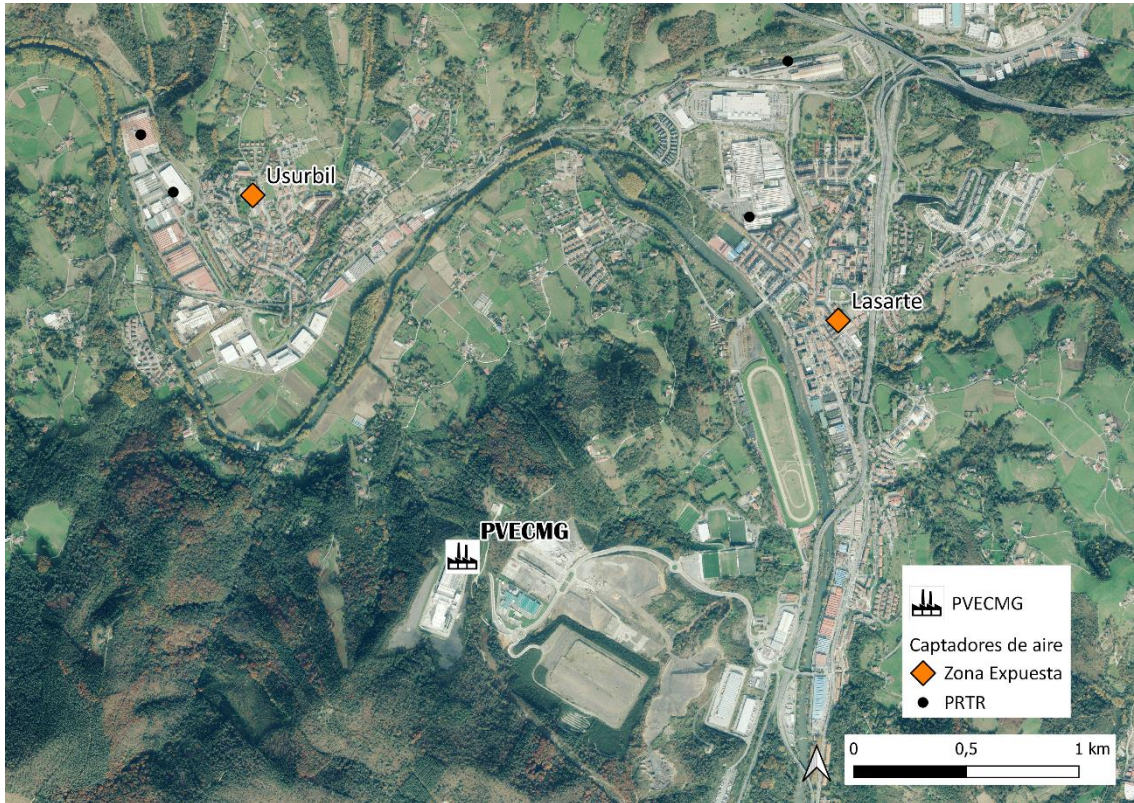 Usurbil
Lasarte
PVECMG
PVECMG
Captadores de aire
Zona Expuesta
PRTR
0
0,5
1 km